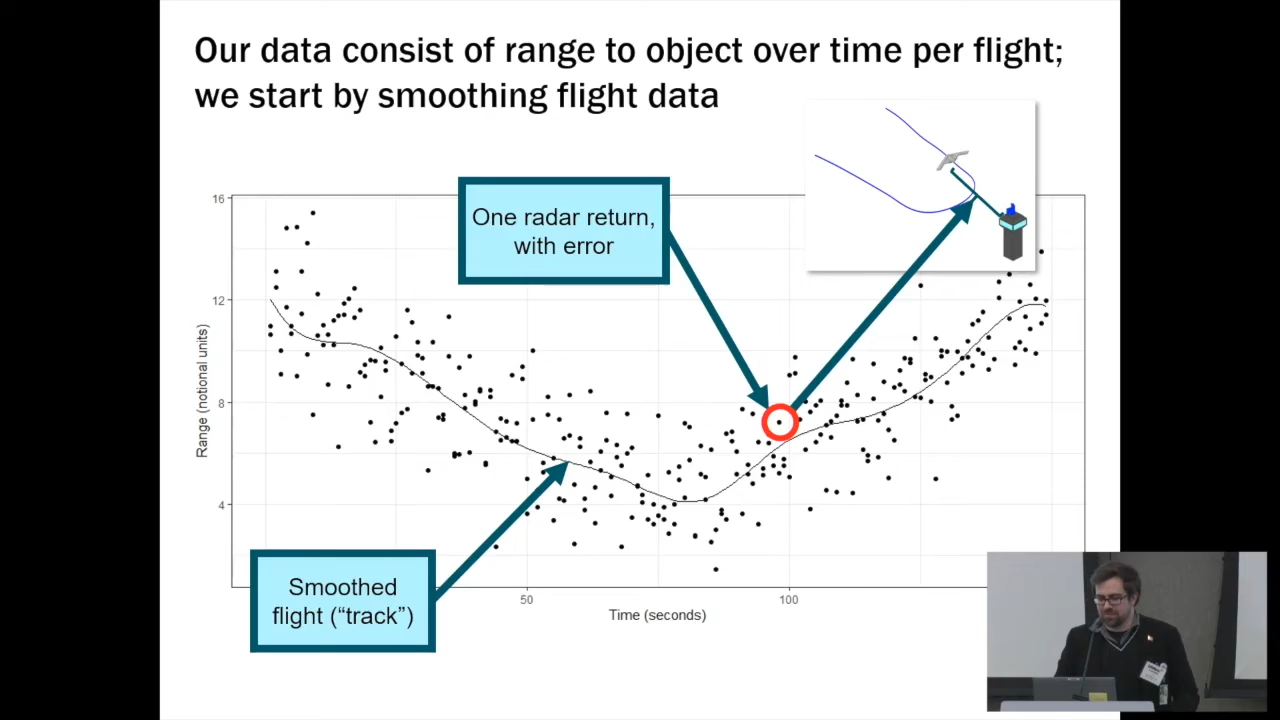 Our data consist of range to object over time per flight;
we start by smoothing flight data
One radar return,
with error
16
12
8
4
Range (notional units)
Smoothed
flight (“track”)
50
100
Time (seconds)